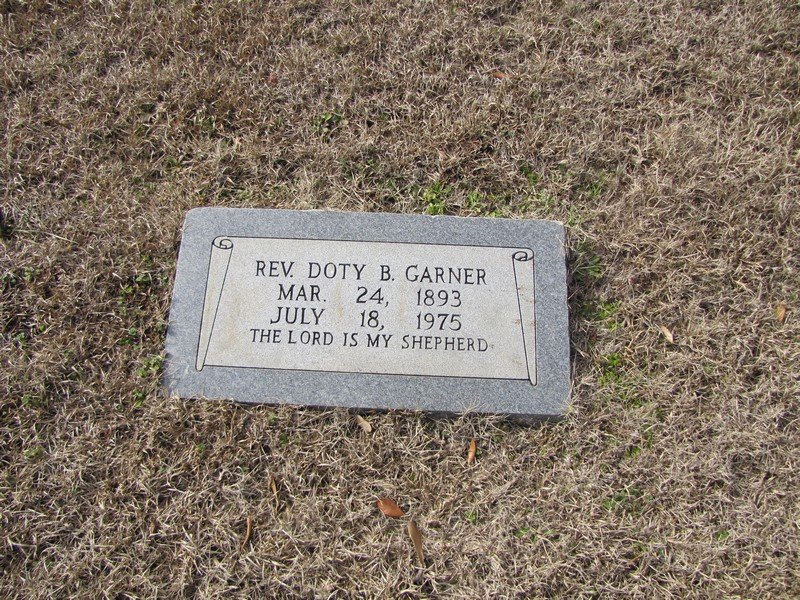 REV. DOTY B. GARNER
MAR. 24, 1893
JULY 18, 1975
THE LORD IS MY SHEPHERD